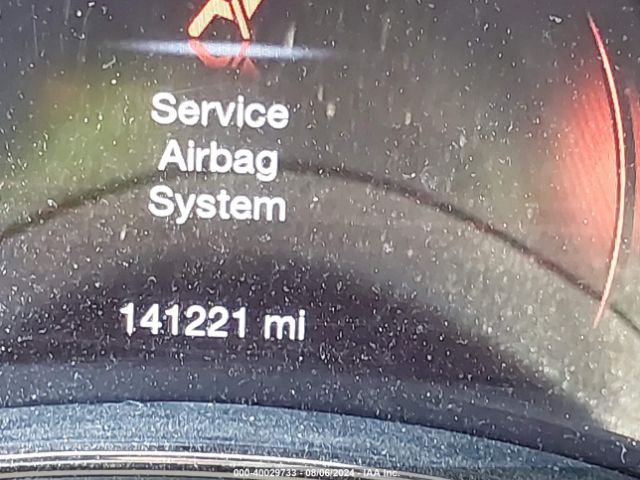 Service
Airbag
System
141221 mi
000-40029733 - 08/06/2024 - IAA Inc.